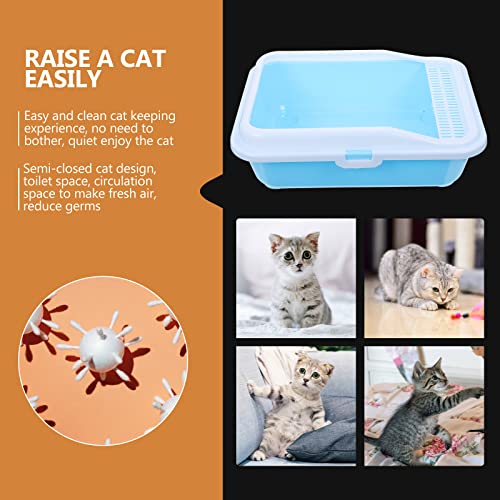 RAISE A CAT
EASILY
Easy and clean cat keeping
experience, no need to
bother, quiet enjoy the cat
Semi-closed cat design,
toilet space, circulation
space to make fresh air,
reduce germs